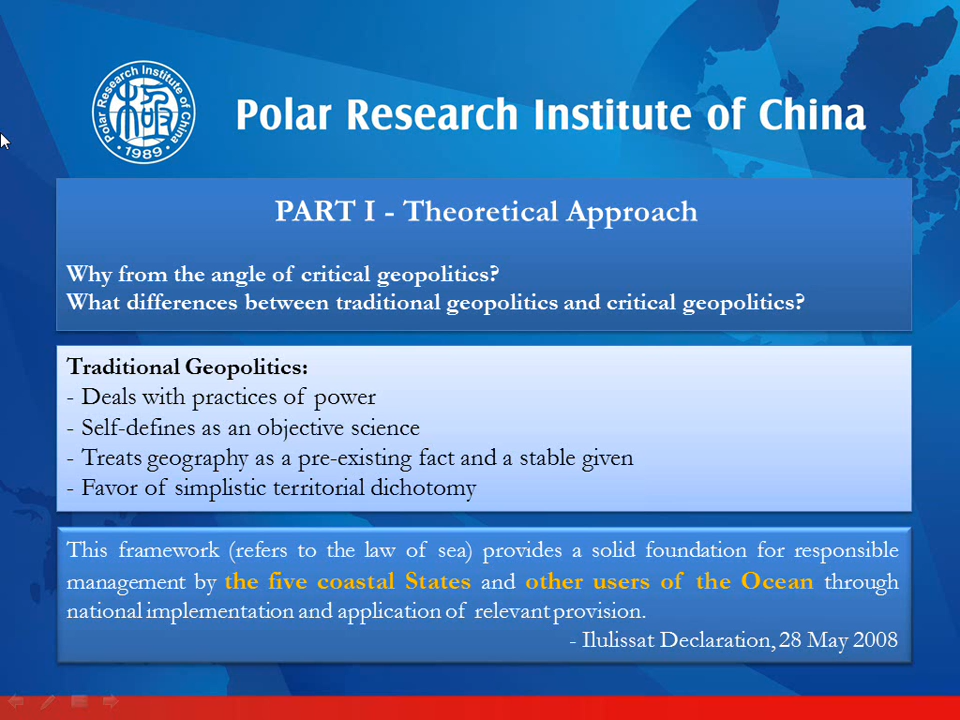 Polar Research Institute of China
· 1989 ·
Polar Research Institute of China
PART I - Theoretical Approach
Why from the angle of critical geopolitics?
What differences between traditional geopolitics and critical geopolitics?
Traditional Geopolitics:
- Deals with practices of power
- Self-defines as an objective science
- Treats geography as a pre-existing fact and a stable given
- Favor of simplistic territorial dichotomy
This framework (refers to the law of sea) provides a solid foundation for responsible
management by the five coastal States and other users of the Ocean through
national implementation and application of relevant provision.
- Ilulissat Declaration, 28 May 2008